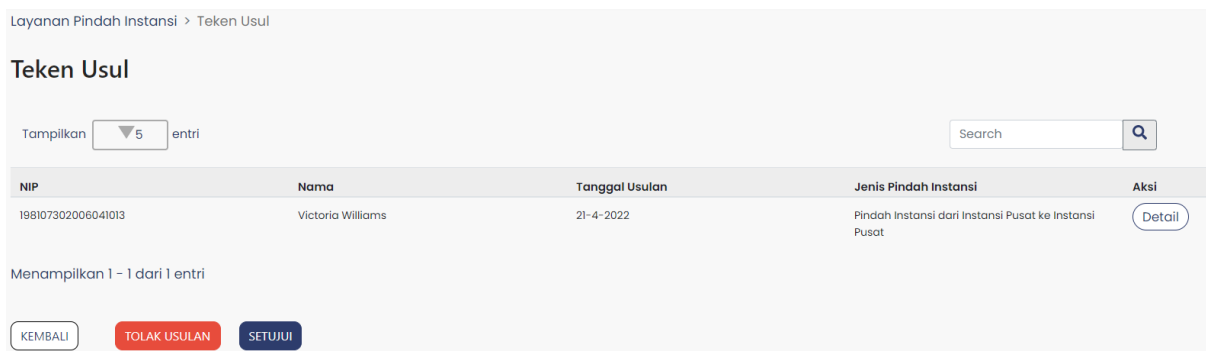 Layanan Pindah Instansi > Teken Usul
Teken Usul
Tampilkan 5 entri Search
NIP Nama Tanggal Usulan Jenis Pindah Instansi Aksi
198107302006041013 Victoria Williams 21-4-2022 Pindah Instansi dari Instansi Pusat ke Instansi Detail
Pusat
Menampilkan 1 - 1 dari 1 entri
KEMBALI TOLAK USULAN SETUJUI